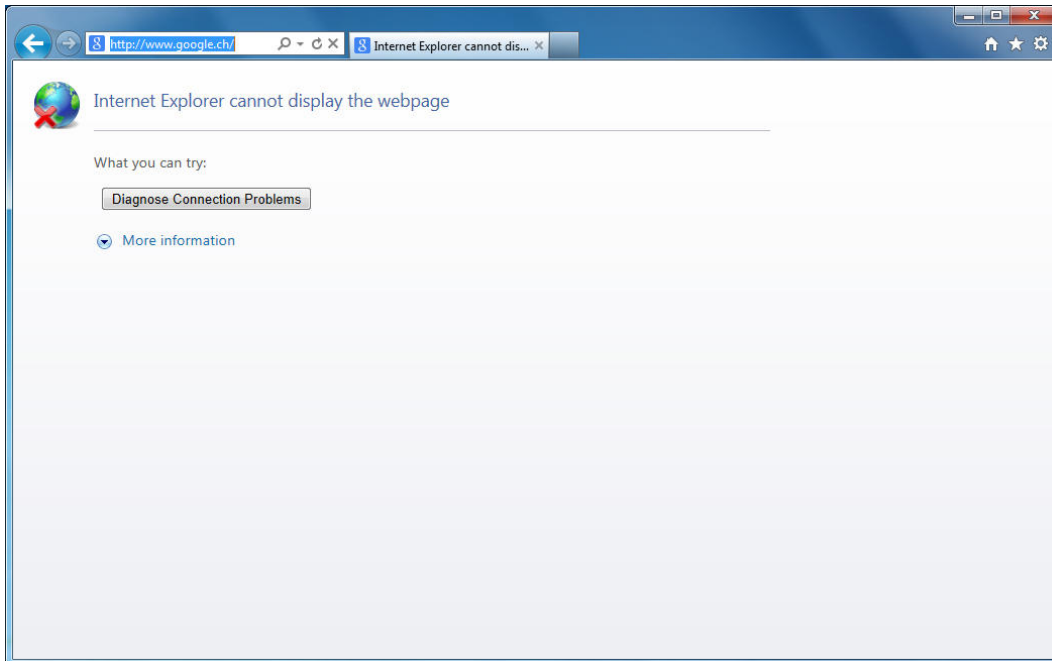 http://www.google.ch/
Internet Explorer cannot dis...
Internet Explorer cannot display the webpage
What you can try:
Diagnose Connection Problems
More information